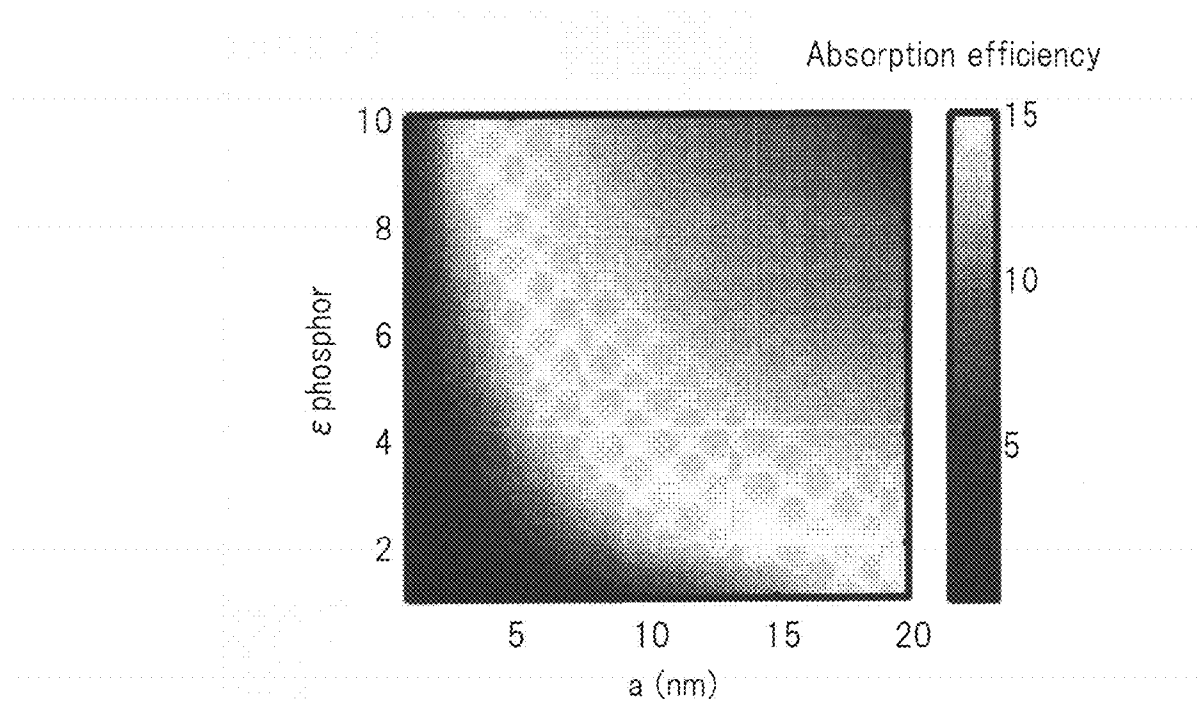 Absorption efficiency
10
8
6
4
2
ε phosphor
15
10
5
5 10 15 20
a (nm)